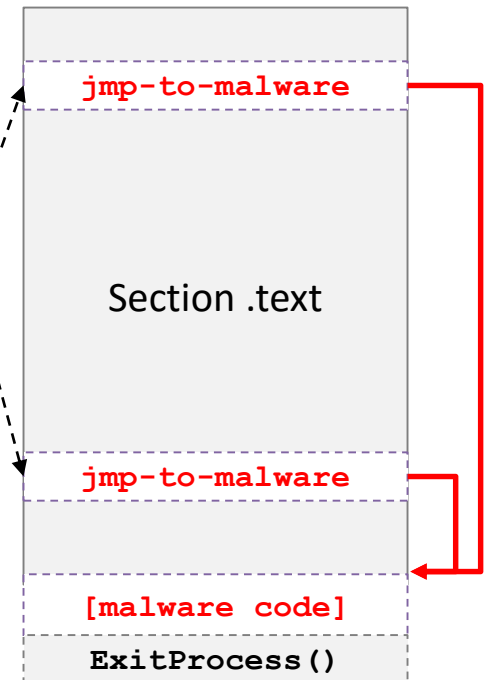 jmp-to-malware
Section .text
jmp-to-malware
[malware code]
ExitProcess()